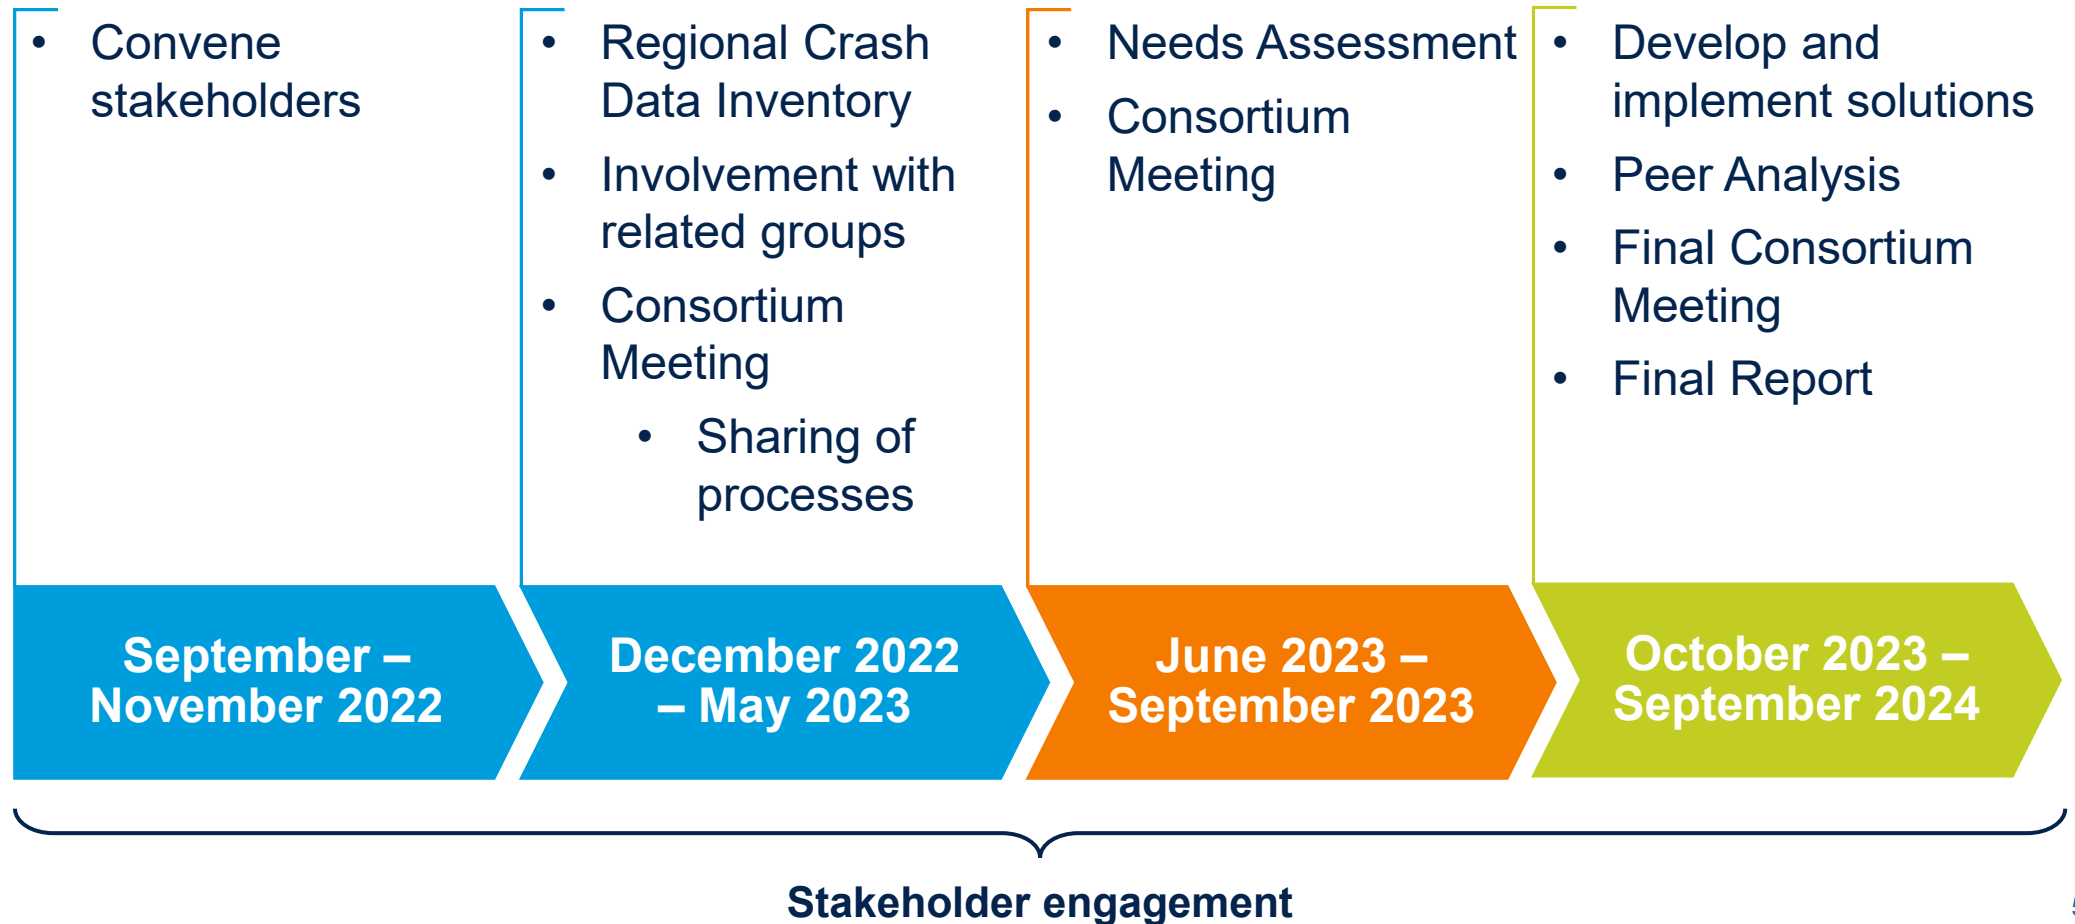 • Convene
stakeholders
• Regional Crash
Data Inventory
• Involvement with
related groups
• Consortium
Meeting
• Sharing of
processes
• Needs Assessment
• Consortium
Meeting
• Develop and
implement solutions
• Peer Analysis
• Final Consortium
Meeting
• Final Report
September –
November 2022
December 2022
– May 2023
June 2023 –
September 2023
October 2023 –
September 2024
Stakeholder engagement